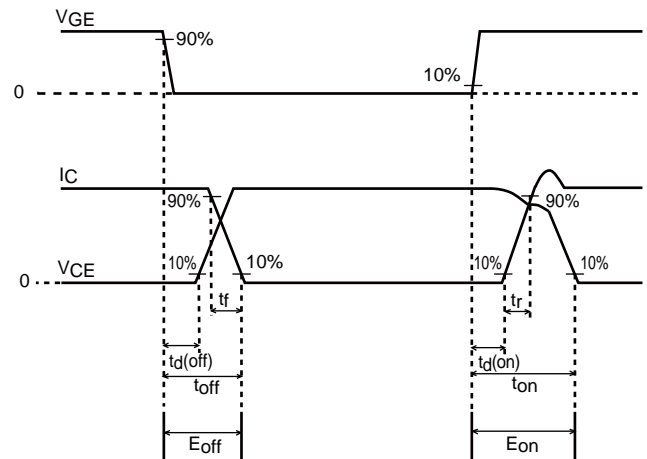 VGE
90%
10%
0
IC
90%
90%
VCE
10%
10%
10%
10%
0
tf
tr
td(off)
td(on)
toff
ton
Eoff
Eon